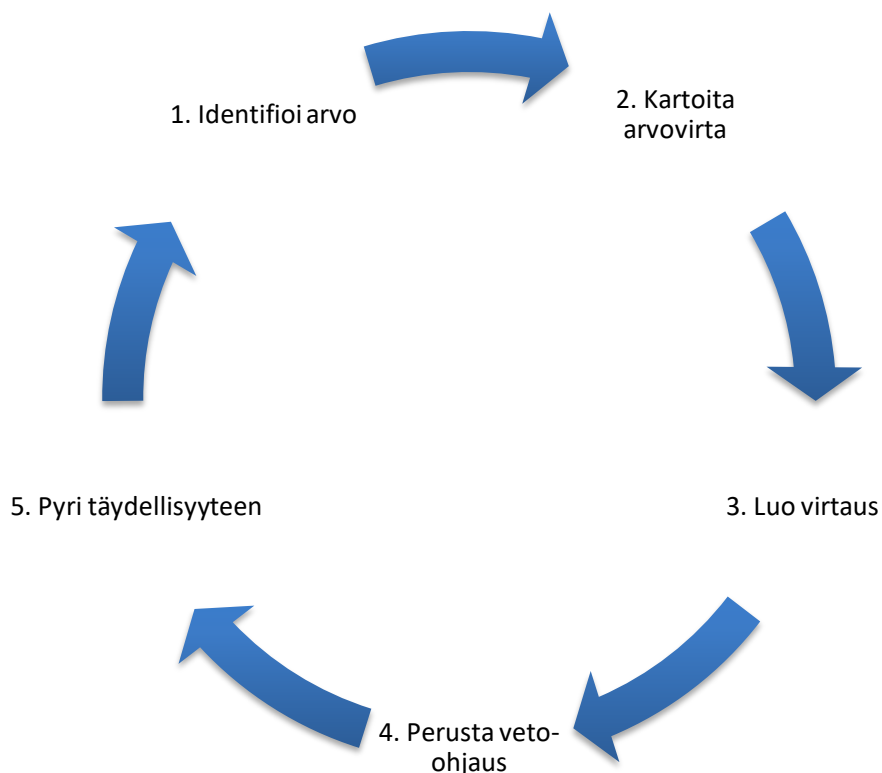 1. Identifioi arvo
2. Kartoita
arvovirta
3. Luo virtaus
4. Perusta veto-
ohjaus
5. Pyri täydellisyyteen